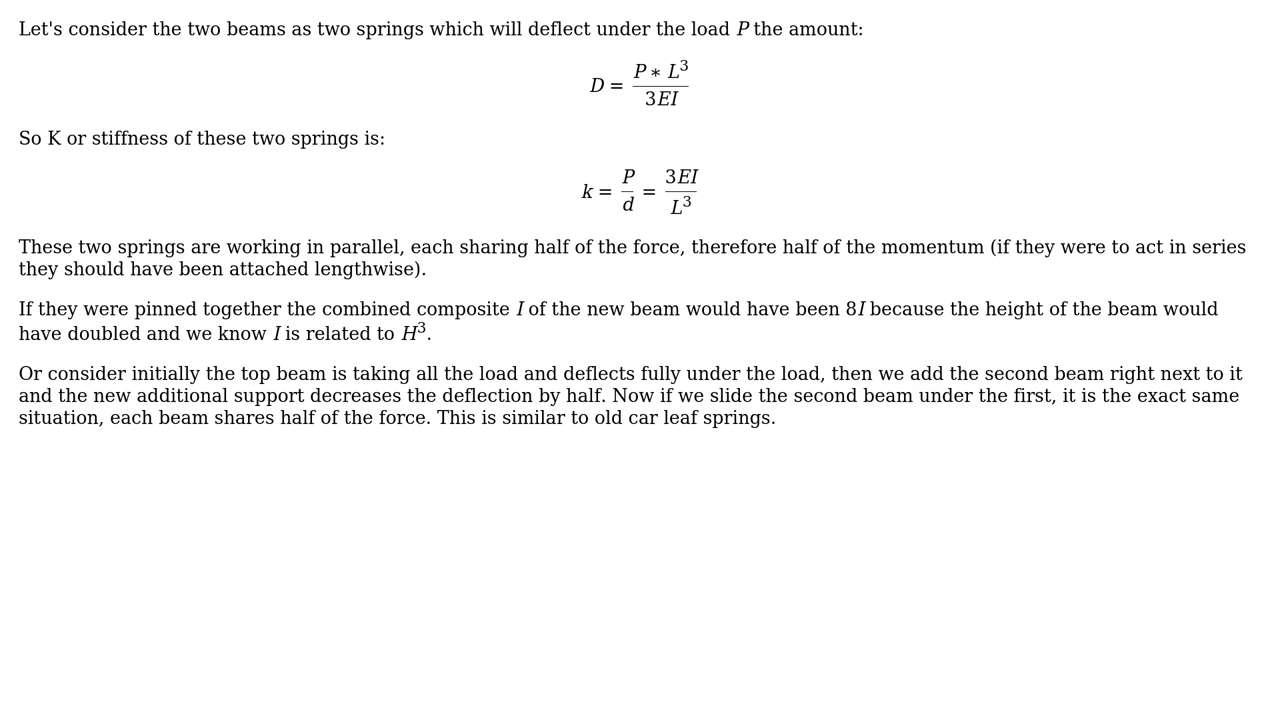 Let's consider the two beams as two springs which will deflect under the load P the amount:
D = \frac{P * L^3}{3EI}
So K or stiffness of these two springs is:
k = \frac{P}{d} = \frac{3EI}{L^3}
These two springs are working in parallel, each sharing half of the force, therefore half of the momentum (if they were to act in series
they should have been attached lengthwise).
If they were pinned together the combined composite I of the new beam would have been 8I because the height of the beam would
have doubled and we know I is related to H^3.
Or consider initially the top beam is taking all the load and deflects fully under the load, then we add the second beam right next to it
and the new additional support decreases the deflection by half. Now if we slide the second beam under the first, it is the exact same
situation, each beam shares half of the force. This is similar to old car leaf springs.